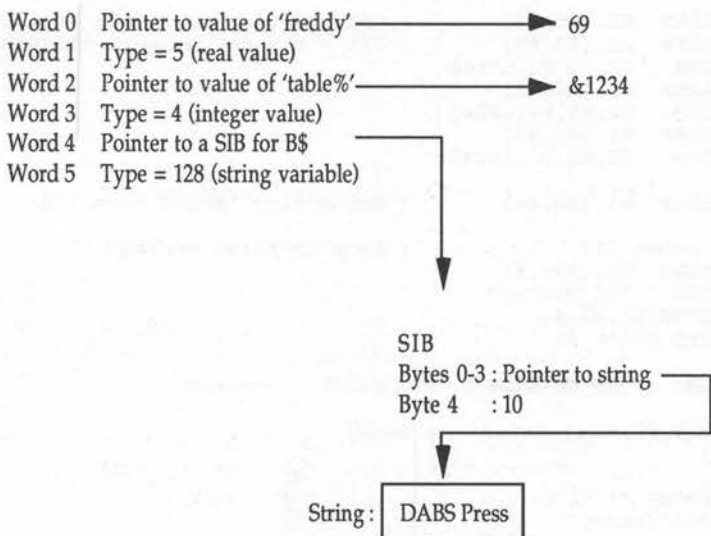 Word 0 Pointer to value of 'freddy' 69
Word 1 Type = 5 (real value)
Word 2 Pointer to value of 'table%' &1234
Word 3 Type = 4 (integer value)
Word 4 Pointer to a SIB for B$
Word 5 Type = 128 (string variable)
SIB
Bytes 0-3 : Pointer to string
Byte 4 : 10
String : DABS Press